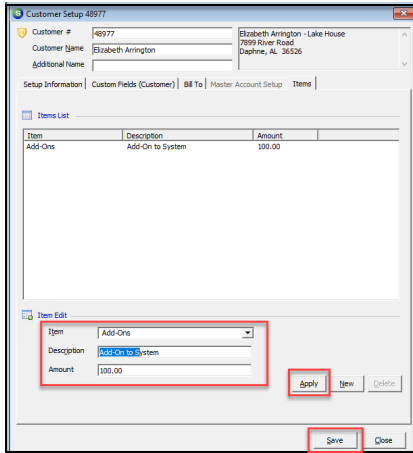 Customer Setup 48977
Customer # 48977
Elizabeth Arrington - Lake House
7899 River Road
Daphne, AL 36526
Customer Name Elizabeth Arrington
Additional Name
Setup Information Custom Fields (Customer) Bill To Master Account Setup Items
Items List
Item Description Amount
Add-Ons Add-On to System 100.00
Item Edit
Item Add-Ons
Description Add-On to System
Amount 100.00
Apply New Delete
Save Close